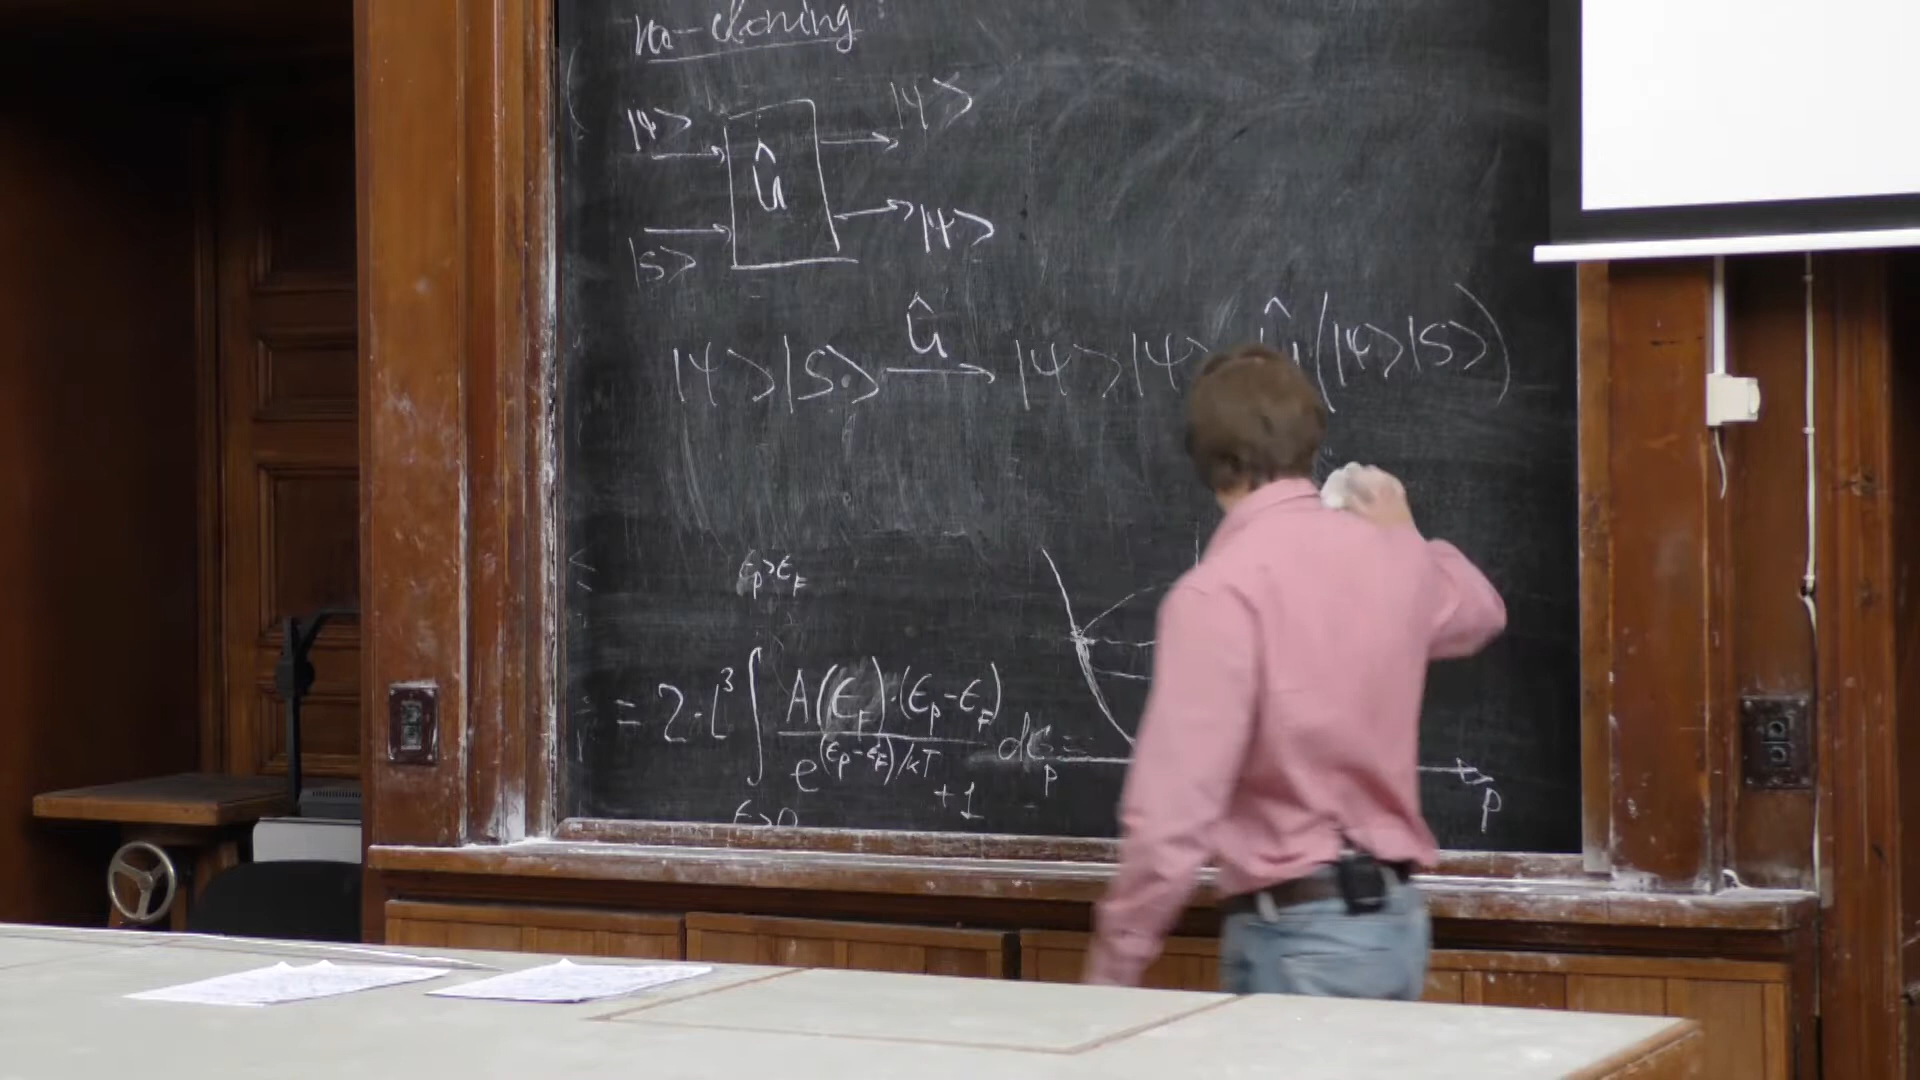 no-cloning
|ψ> |ψ>
Û
|s> |ψ>
|ψ>|S> Û→ |ψ>|ψ> Û(|ψ>|S>)
ϵ_p>ϵ_F
= 2·L³ ∫ A(ϵ_F)·(ϵ_p-ϵ_F) / e^{(ϵ_p-ϵ_F)/kT} +1 dϵ_p =
p